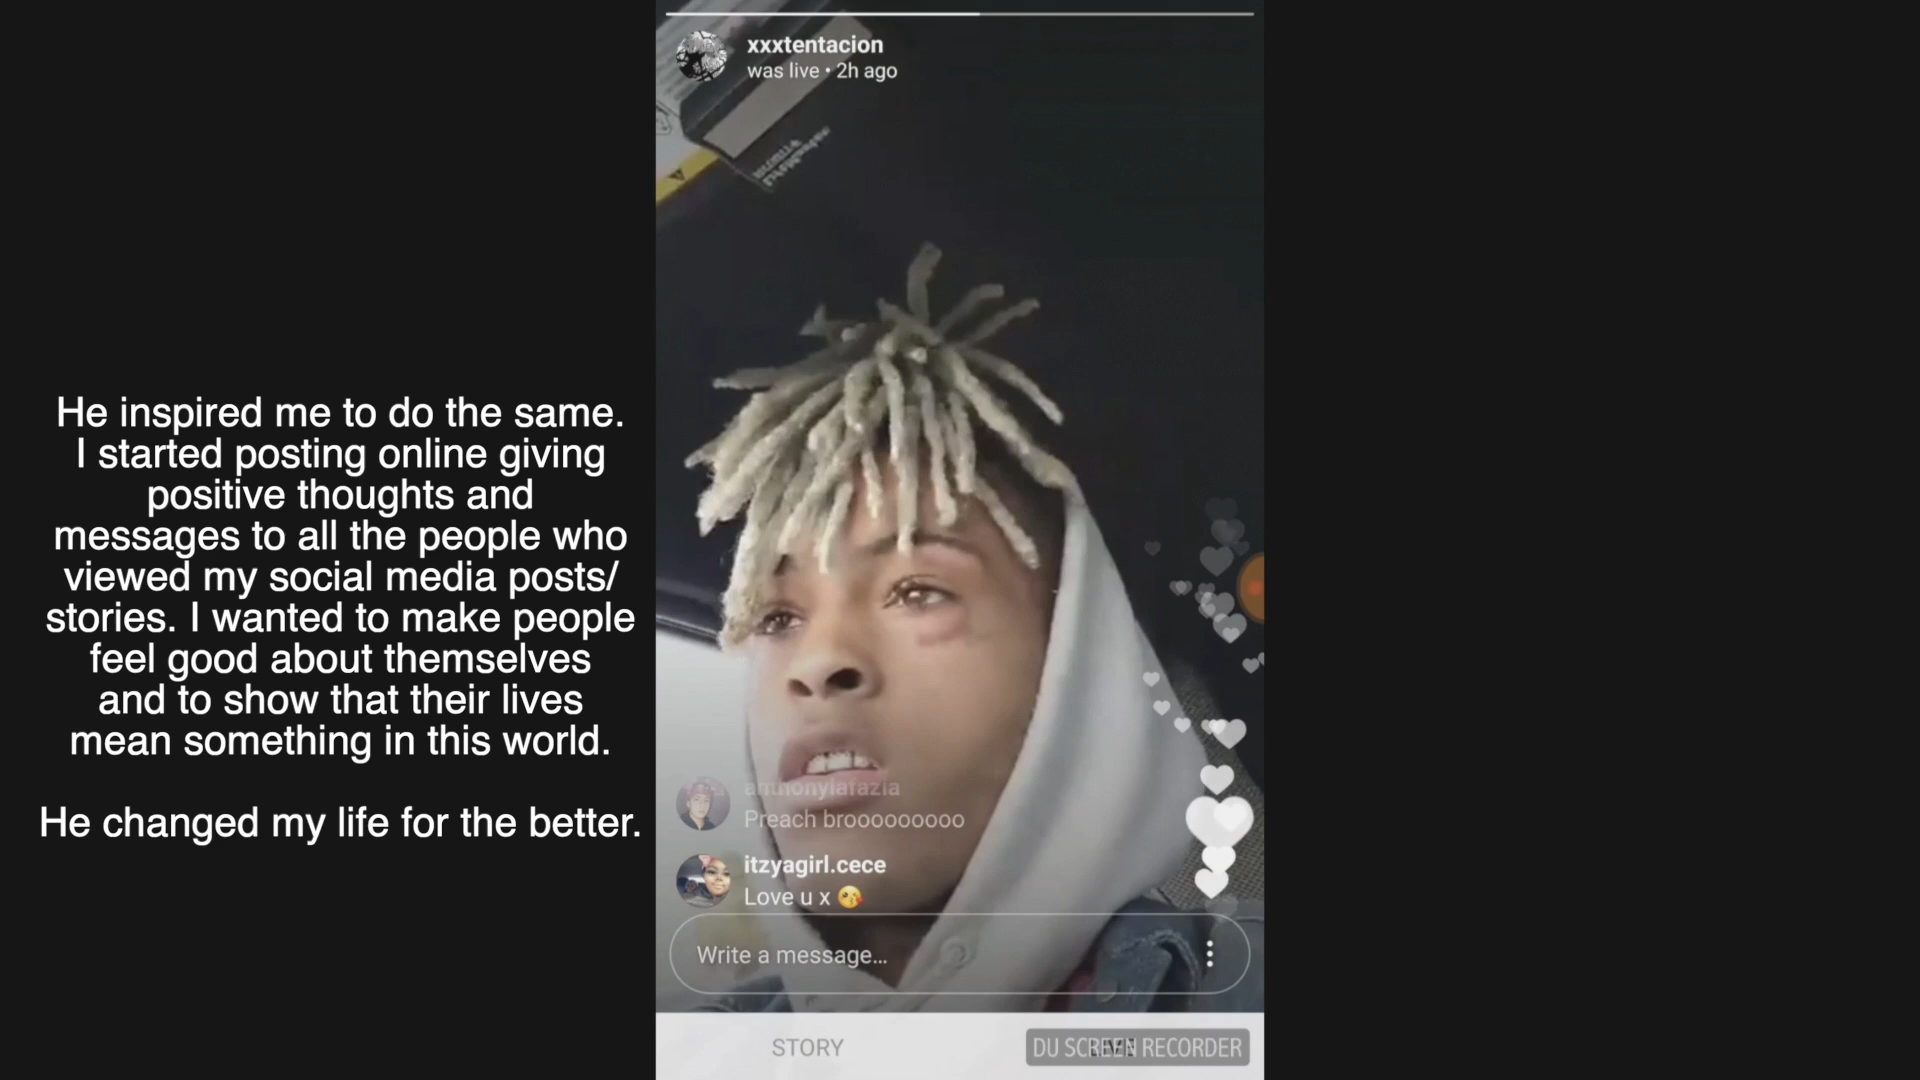 xxxtentacion
was live • 2h ago
He inspired me to do the same.
I started posting online giving
positive thoughts and
messages to all the people who
viewed my social media posts/
stories. I wanted to make people
feel good about themselves
and to show that their lives
mean something in this world.
He changed my life for the better.
anthonylafazia
Preach brooooooooo
itzyagirl.cece
Love u x 😘
Write a message...
STORY
DU SCREEN RECORDER